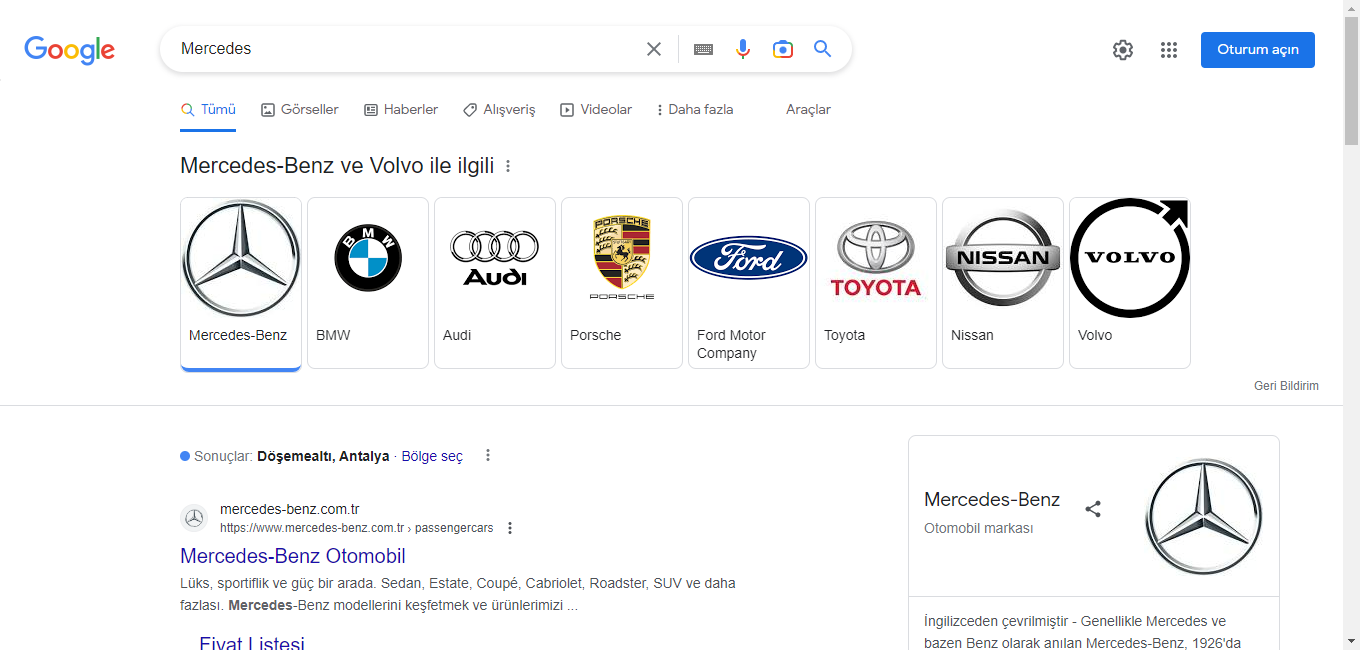 Google
Mercedes
Oturum açın
Tümü
Görseller
Haberler
Alışveriş
Videolar
Daha fazla
Araçlar
Mercedes-Benz ve Volvo ile ilgili
BMW
Audi
PORSCHE
PORSCHE
Ford
TOYOTA
NISSAN
VOLVO
Mercedes-Benz
BMW
Audi
Porsche
Ford Motor
Company
Toyota
Nissan
Volvo
Geri Bildirim
Sonuçlar: Döşemealtı, Antalya · Bölge seç
mercedes-benz.com.tr
https://www.mercedes-benz.com.tr › passengercars
Mercedes-Benz Otomobil
Lüks, sportiflik ve güç bir arada. Sedan, Estate, Coupé, Cabriolet, Roadster, SUV ve daha
fazlası. Mercedes-Benz modellerini keşfetmek ve ürünlerimizi ...
Fiyat Listesi
Mercedes-Benz
Otomobil markası
İngilizceden çevrilmiştir - Genellikle Mercedes ve
bazen Benz olarak anılan Mercedes-Benz, 1926'da